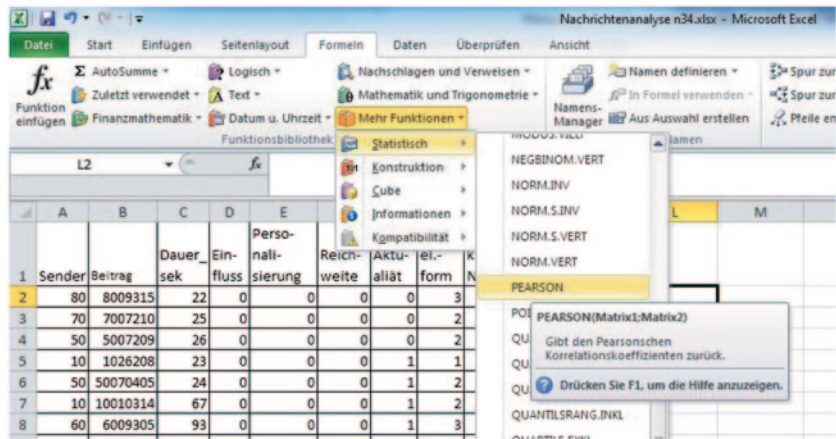 Nachrichtenanalyse n34.xlsx - Microsoft Excel
Datei Start Einfügen Seitenlayout Formeln Daten Überprüfen Ansicht
fx Σ AutoSumme Logisch Nachschlagen und Verweisen Namen definieren Spur zur
Funktion einfügen Zuletzt verwendet Text Mathematik und Trigonometrie Namens-Manager In Formel verwenden Spur zur
Finanzmathematik Datum u. Uhrzeit Mehr Funktionen Aus Auswahl erstellen Pfeile en
Funktionsbibliothek
Statistisch
Konstruktion
Cube
Informationen
Kompatibilität
NEGBINOM.VERT
NORM.INV
NORM.S.INV
NORM.S.VERT
NORM.VERT
PEARSON
PEARSON(Matrix1;Matrix2)
Gibt den Pearsonschen
Korrelationskoeffizienten zurück.
Drücken Sie F1, um die Hilfe anzuzeigen.
QUANTILSRANG.INKL
L2 fx
A B C D E L M
1 Sender Beitrag Dauer_sek Ein-fluss Perso-nali-sierung Reich-weite Aktu-aliät el.-form
2 80 8009315 22 0 0 0 0 3
3 70 7007210 25 0 0 0 0 2
4 50 5007209 26 0 0 0 0 2
5 10 1026208 23 0 0 0 1 1
6 50 50070405 24 0 0 0 1 2
7 10 10010314 67 0 0 0 1 2
8 60 6009305 93 0 0 0 1 3